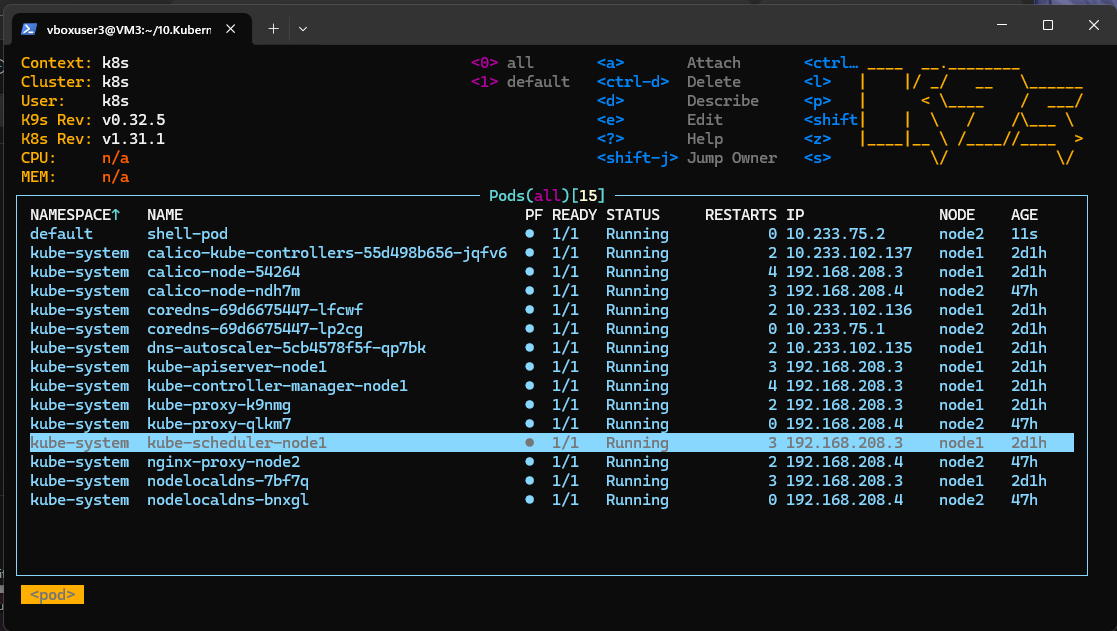 vboxuser3@VM3:~/10.Kubern
Context: k8s <0> all <a> Attach <ctrl…
Cluster: k8s <1> default <ctrl-d> Delete <l>
User: k8s <d> Describe <p>
K9s Rev: v0.32.5 <e> Edit <shift
K8s Rev: v1.31.1 <?> Help <z>
CPU: n/a <shift-j> Jump Owner <s>
MEM: n/a
Pods(all)[15]
NAMESPACE↑ NAME PF READY STATUS RESTARTS IP NODE AGE
default shell-pod ● 1/1 Running 0 10.233.75.2 node2 11s
kube-system calico-kube-controllers-55d498b656-jqfv6 ● 1/1 Running 2 10.233.102.137 node1 2d1h
kube-system calico-node-54264 ● 1/1 Running 4 192.168.208.3 node1 2d1h
kube-system calico-node-ndh7m ● 1/1 Running 3 192.168.208.4 node2 47h
kube-system coredns-69d6675447-lfcwf ● 1/1 Running 2 10.233.102.136 node1 2d1h
kube-system coredns-69d6675447-lp2cg ● 1/1 Running 0 10.233.75.1 node2 2d1h
kube-system dns-autoscaler-5cb4578f5f-qp7bk ● 1/1 Running 2 10.233.102.135 node1 2d1h
kube-system kube-apiserver-node1 ● 1/1 Running 3 192.168.208.3 node1 2d1h
kube-system kube-controller-manager-node1 ● 1/1 Running 4 192.168.208.3 node1 2d1h
kube-system kube-proxy-k9nmg ● 1/1 Running 2 192.168.208.3 node1 2d1h
kube-system kube-proxy-qlkm7 ● 1/1 Running 0 192.168.208.4 node2 47h
kube-system kube-scheduler-node1 ● 1/1 Running 3 192.168.208.3 node1 2d1h
kube-system nginx-proxy-node2 ● 1/1 Running 2 192.168.208.4 node2 47h
kube-system nodelocaldns-7bf7q ● 1/1 Running 3 192.168.208.3 node1 2d1h
kube-system nodelocaldns-bnxgl ● 1/1 Running 0 192.168.208.4 node2 47h
<pod>